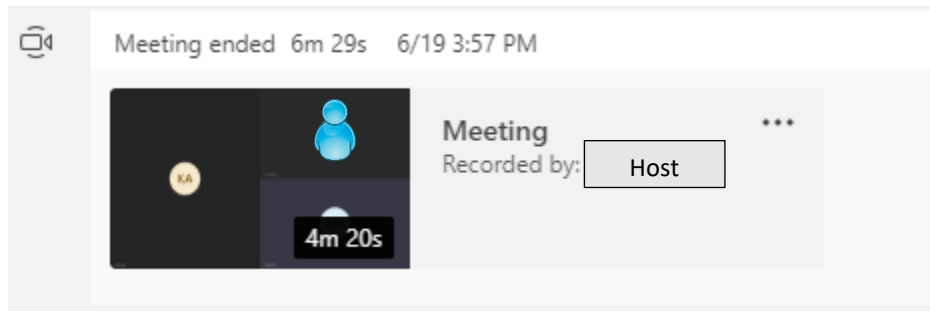 Meeting ended 6m 29s 6/19 3:57 PM
KA
4m 20s
Meeting
Recorded by: Host